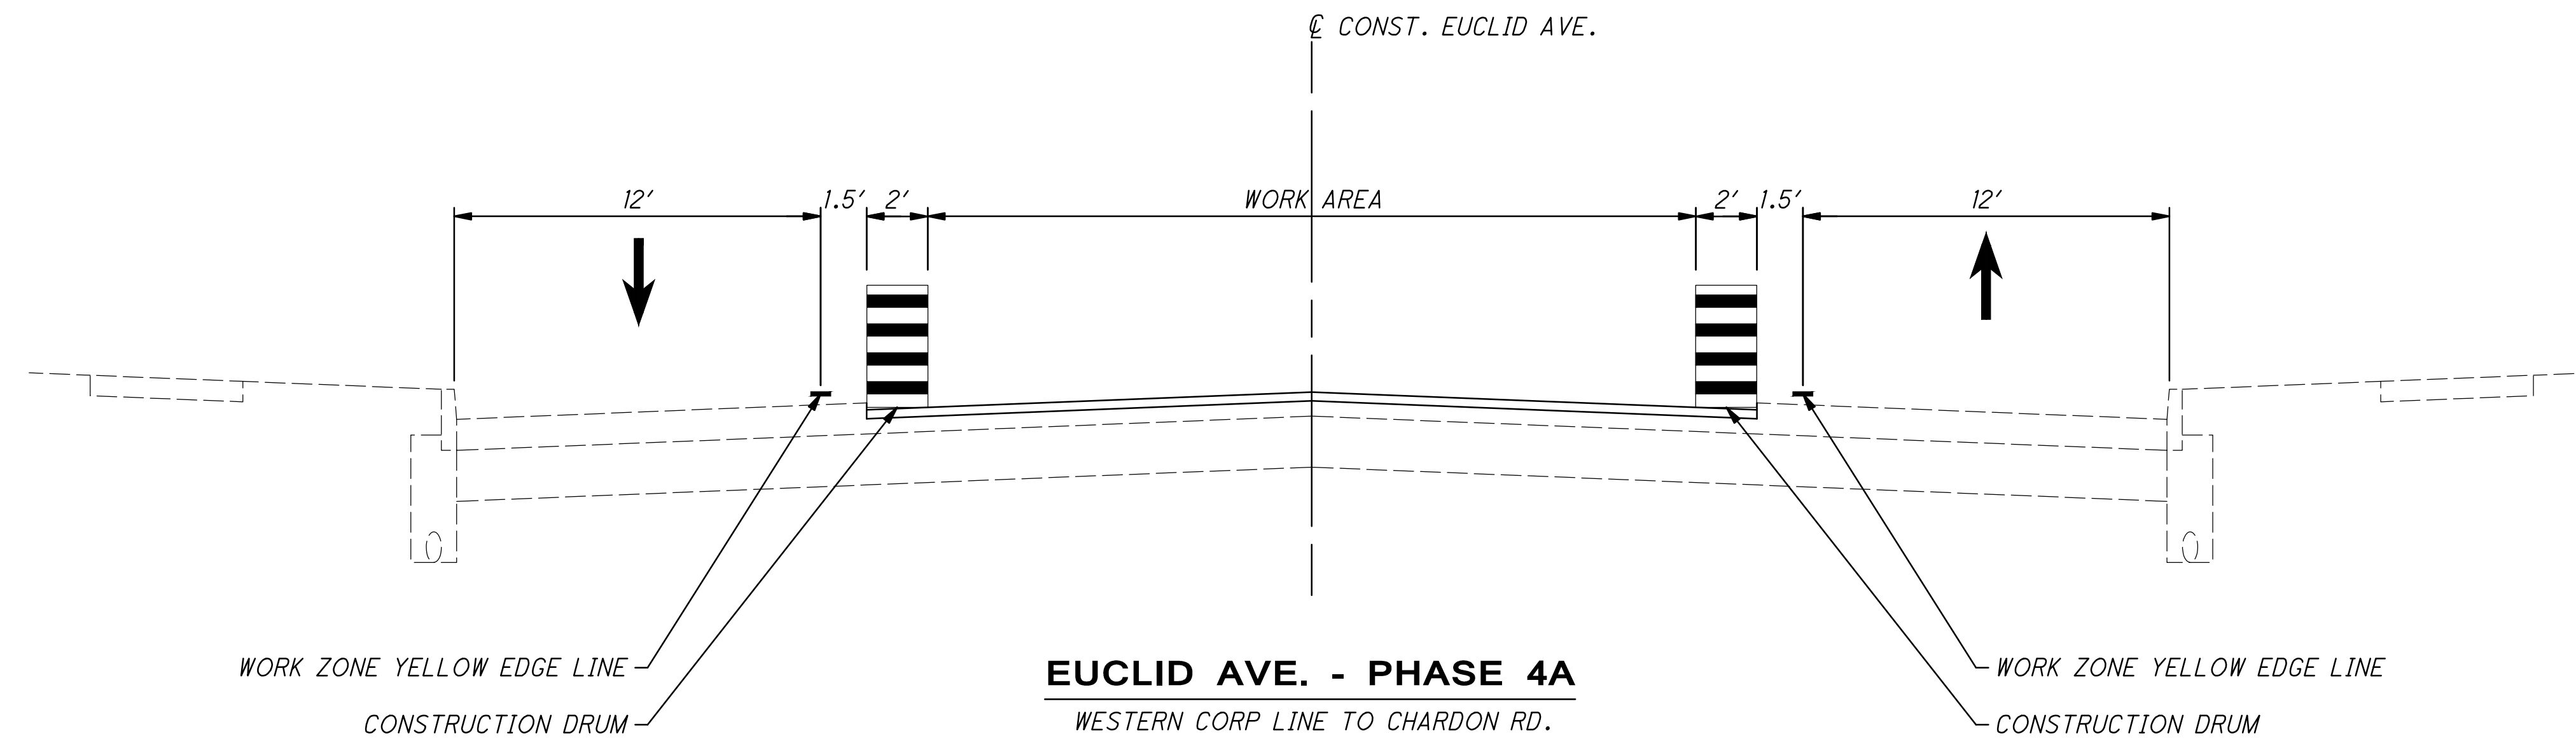 ℄ CONST. EUCLID AVE.
12' 1.5' 2' WORK AREA 2' 1.5' 12'
WORK ZONE YELLOW EDGE LINE
CONSTRUCTION DRUM
EUCLID AVE. - PHASE 4A
WESTERN CORP LINE TO CHARDON RD.
WORK ZONE YELLOW EDGE LINE
CONSTRUCTION DRUM